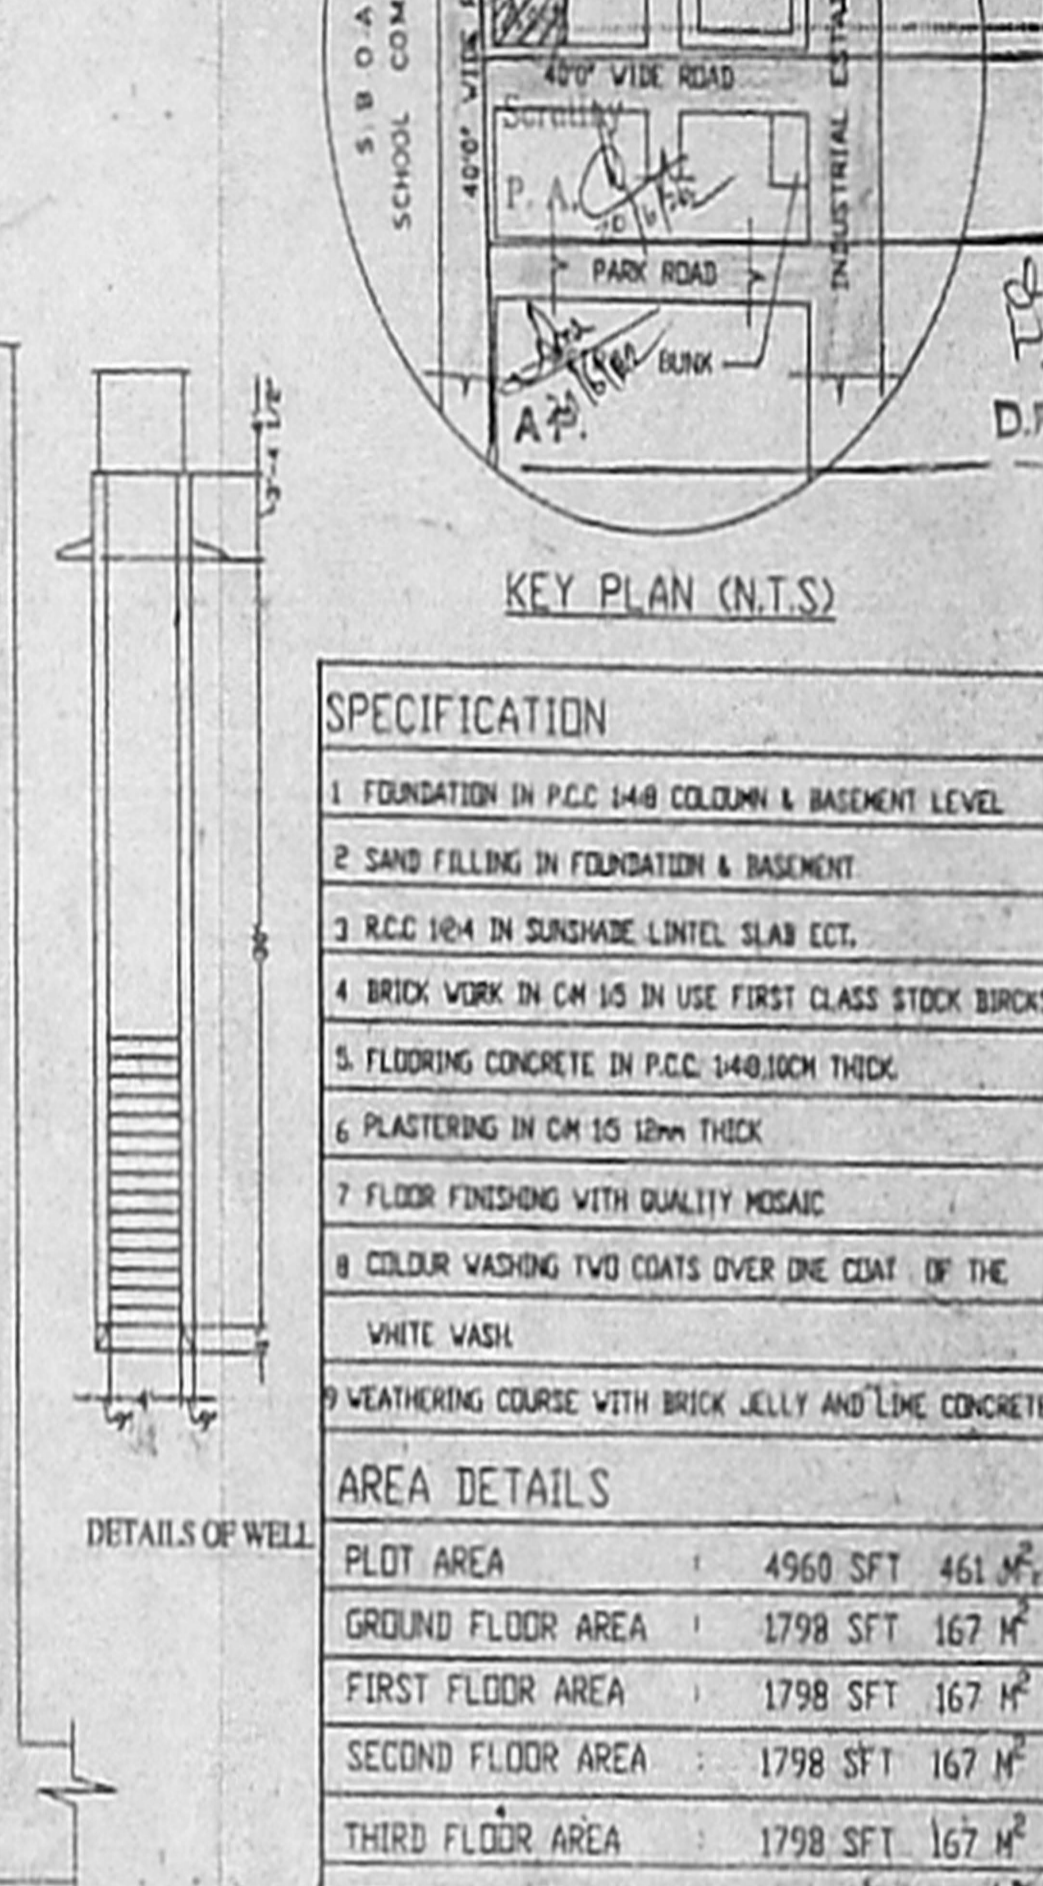 S.B.O.A
SCHOOL COM
40'0" WIDE
40'0" WIDE ROAD
INDUSTRIAL ESTA
Scrutiny
P. A.
PARK ROAD
BUNK
A.P.
D.P
KEY PLAN (N.T.S)
3'-4 1/2"
DETAILS OF WELL
SPECIFICATION
1 FOUNDATION IN P.C.C 1:4:8 COLOUMN & BASEMENT LEVEL
2 SAND FILLING IN FOUNDATION & BASEMENT
3 R.C.C 1:2:4 IN SUNSHADE LINTEL SLAB ECT.
4 BRICK WORK IN C:M 1:5 IN USE FIRST CLASS STOCK BIRCKS
5. FLOORING CONCRETE IN P.C.C. 1:4:8,10CM THICK.
6 PLASTERING IN C:M 1:5 12mm THICK
7 FLOOR FINISHING WITH QUALITY MOSAIC
8 COLOUR WASHING TWO COATS OVER ONE COAT OF THE
WHITE WASH.
9 WEATHERING COURSE WITH BRICK JELLY AND LIME CONCRETE
AREA DETAILS
PLOT AREA : 4960 SFT 461 M²
GROUND FLOOR AREA : 1798 SFT 167 M²
FIRST FLOOR AREA : 1798 SFT 167 M²
SECOND FLOOR AREA : 1798 SFT 167 M²
THIRD FLOOR AREA : 1798 SFT 167 M²